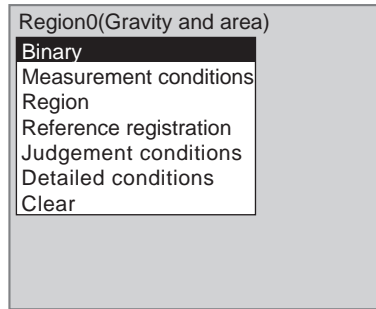 Region0(Gravity and area)
Binary
Measurement conditions
Region
Reference registration
Judgement conditions
Detailed conditions
Clear